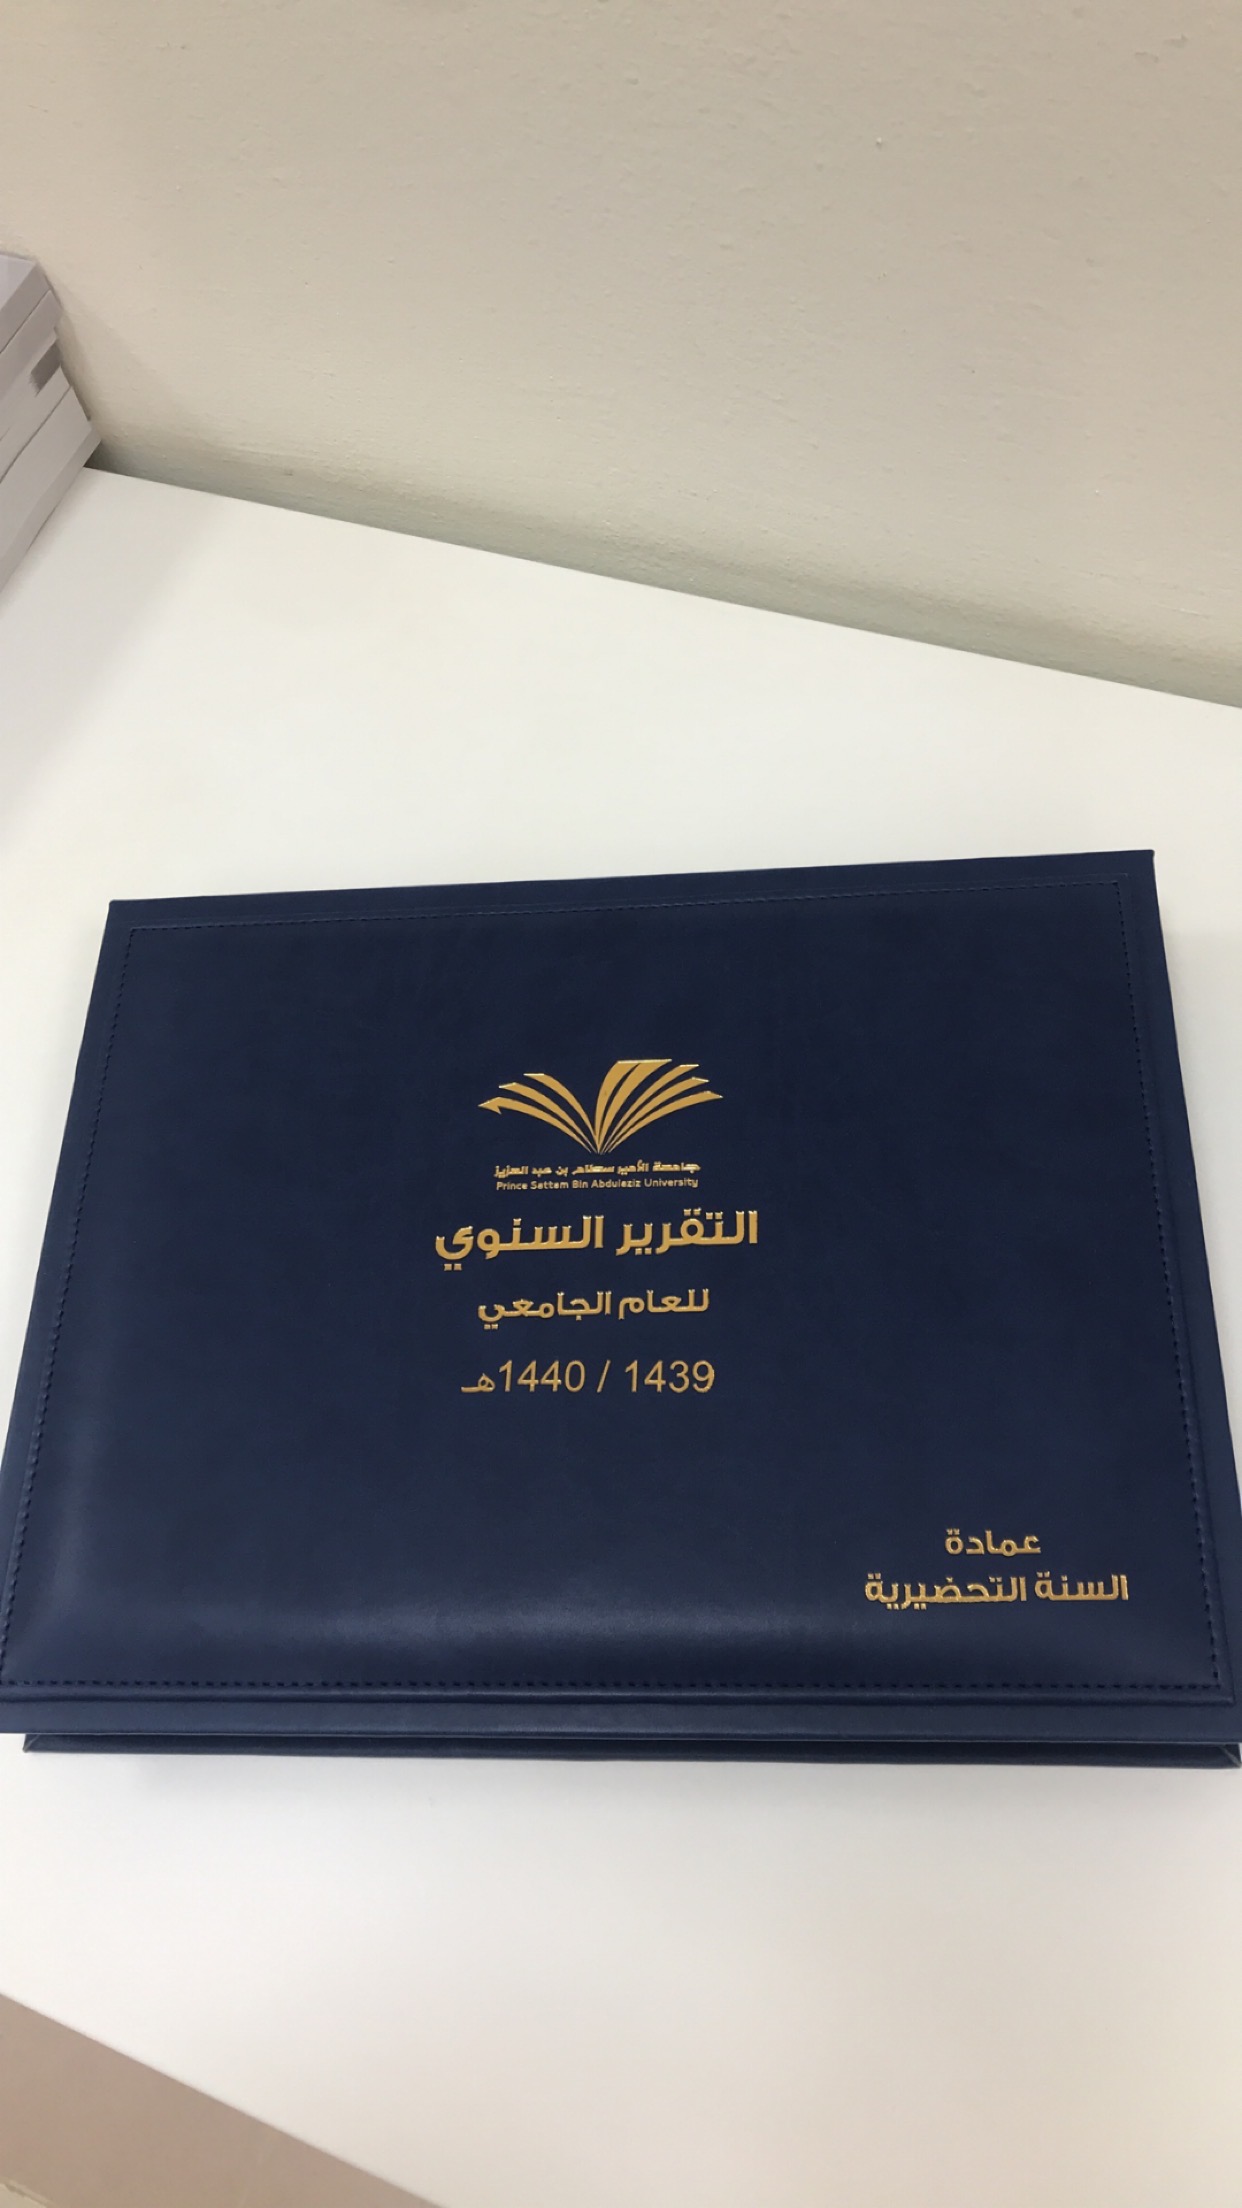 جامعة الأمير سطام بن عبد العزيز
Prince Sattam Bin Abdulaziz University
التقرير السنوي
للعام الجامعي
1439 / 1440هـ
عمادة
السنة التحضيرية